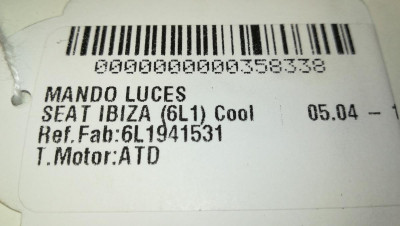 0000000000358338
MANDO LUCES
SEAT IBIZA (6L1) Cool 05.04 -
Ref.Fab:6L1941531
T.Motor:ATD